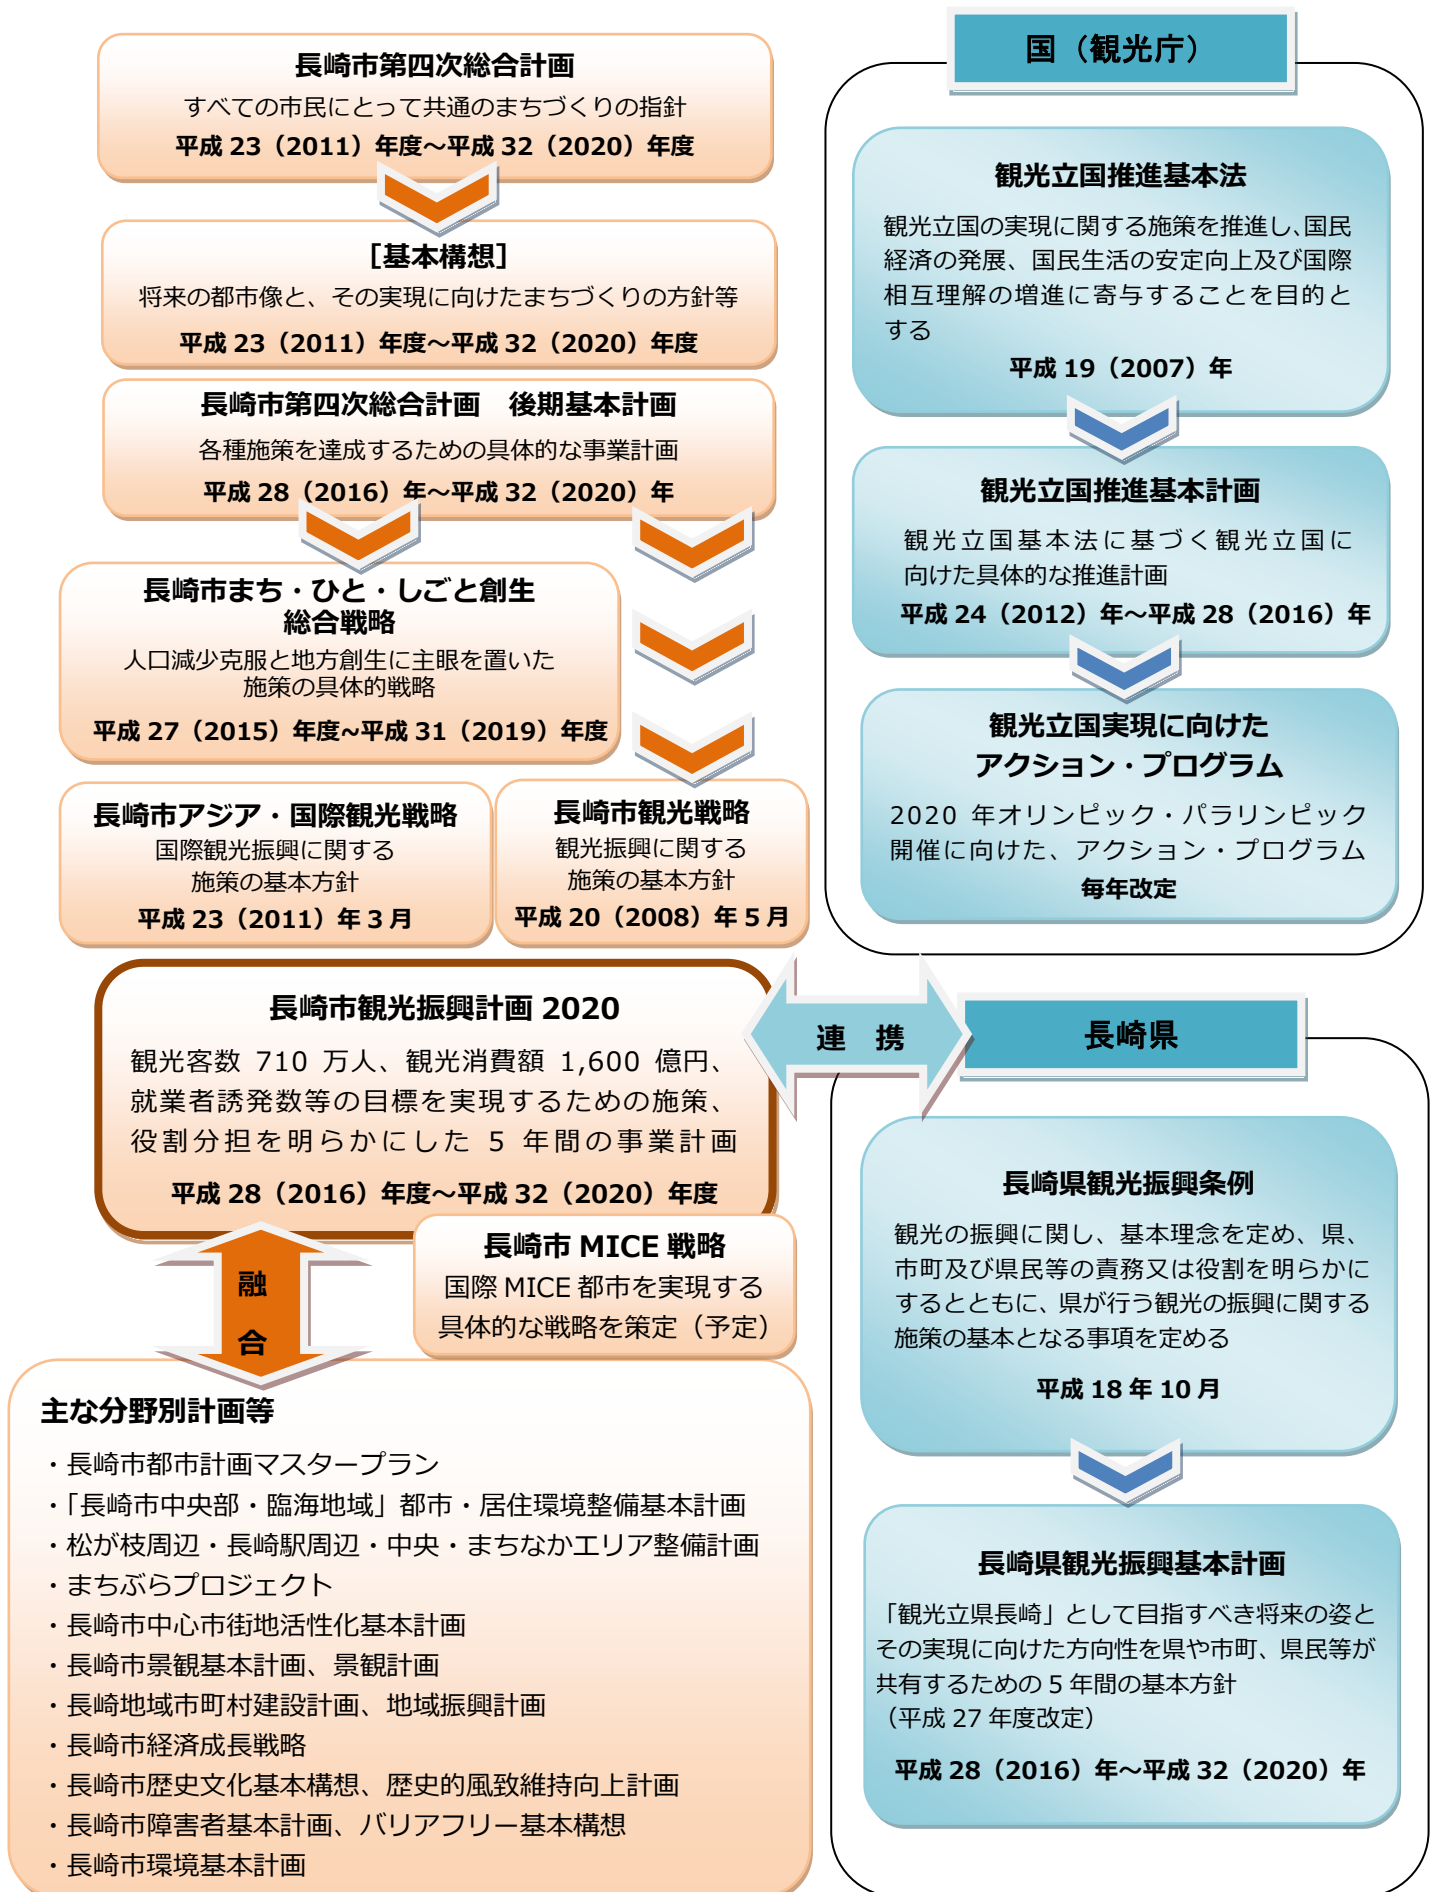 長崎市第四次総合計画
すべての市民にとって共通のまちづくりの指針
平成 23（2011）年度～平成 32（2020）年度
［基本構想］
将来の都市像と、その実現に向けたまちづくりの方針等
平成 23（2011）年度～平成 32（2020）年度
長崎市第四次総合計画　後期基本計画
各種施策を達成するための具体的な事業計画
平成 28（2016）年～平成 32（2020）年
長崎市まち・ひと・しごと創生
総合戦略
人口減少克服と地方創生に主眼を置いた
施策の具体的戦略
平成 27（2015）年度~平成 31（2019）年度
長崎市アジア・国際観光戦略
国際観光振興に関する
施策の基本方針
平成 23（2011）年 3 月
長崎市観光戦略
観光振興に関する
施策の基本方針
平成 20（2008）年 5 月
長崎市観光振興計画 2020
観光客数 710 万人、観光消費額 1,600 億円、
就業者誘発数等の目標を実現するための施策、
役割分担を明らかにした 5 年間の事業計画
平成 28（2016）年度～平成 32（2020）年度
連　携
融
合
長崎市 MICE 戦略
国際 MICE 都市を実現する
具体的な戦略を策定（予定）
主な分野別計画等
・長崎市都市計画マスタープラン
・「長崎市中央部・臨海地域」都市・居住環境整備基本計画
・松が枝周辺・長崎駅周辺・中央・まちなかエリア整備計画
・まちぶらプロジェクト
・長崎市中心市街地活性化基本計画
・長崎市景観基本計画、景観計画
・長崎地域市町村建設計画、地域振興計画
・長崎市経済成長戦略
・長崎市歴史文化基本構想、歴史的風致維持向上計画
・長崎市障害者基本計画、バリアフリー基本構想
・長崎市環境基本計画
国（観光庁）
観光立国推進基本法
観光立国の実現に関する施策を推進し、国民
経済の発展、国民生活の安定向上及び国際
相互理解の増進に寄与することを目的と
する
平成 19（2007）年
観光立国推進基本計画
観光立国基本法に基づく観光立国に
向けた具体的な推進計画
平成 24（2012）年～平成 28（2016）年
観光立国実現に向けた
アクション・プログラム
2020 年オリンピック・パラリンピック
開催に向けた、アクション・プログラム
毎年改定
長崎県
長崎県観光振興条例
観光の振興に関し、基本理念を定め、県、
市町及び県民等の責務又は役割を明らかに
するとともに、県が行う観光の振興に関する
施策の基本となる事項を定める
平成 18 年 10 月
長崎県観光振興基本計画
「観光立県長崎」として目指すべき将来の姿と
その実現に向けた方向性を県や市町、県民等が
共有するための 5 年間の基本方針
（平成 27 年度改定）
平成 28（2016）年～平成 32（2020）年